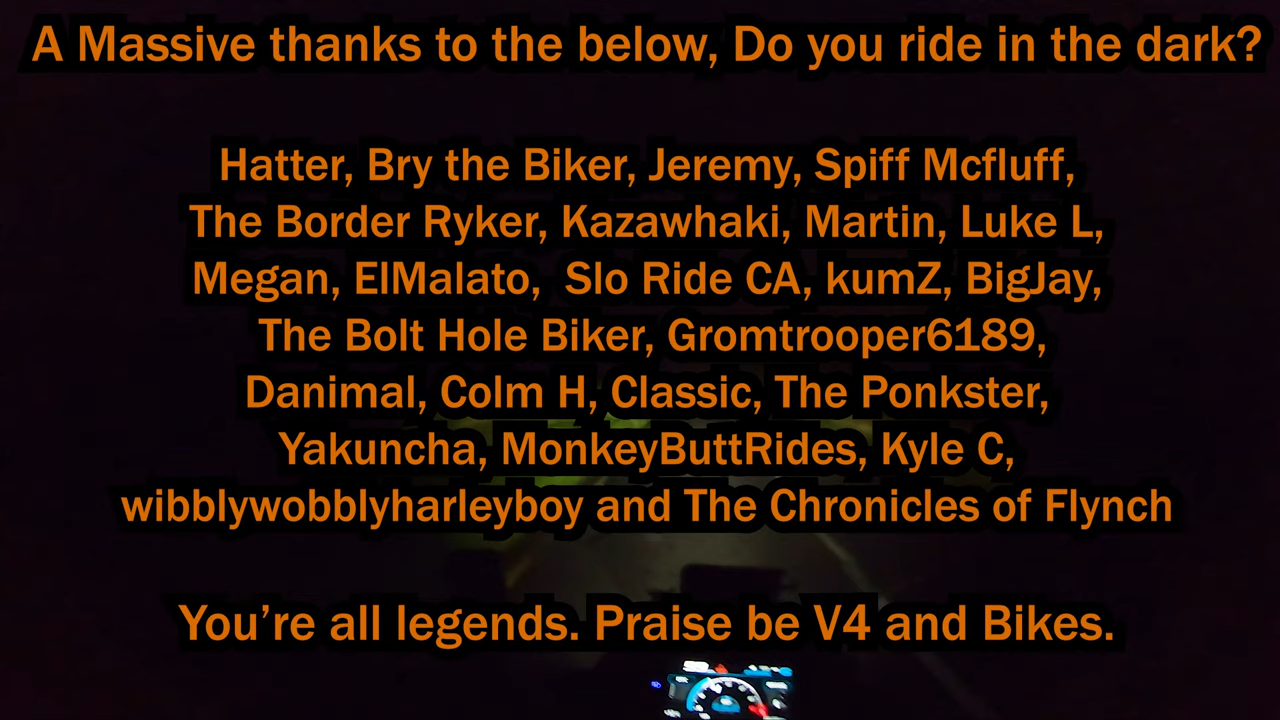 A Massive thanks to the below, Do you ride in the dark?
Hatter, Bry the Biker, Jeremy, Spiff Mcfluff,
The Border Ryker, Kazawhaki, Martin, Luke L,
Megan, ElMalato, Slo Ride CA, kumZ, BigJay,
The Bolt Hole Biker, Gromtrooper6189,
Danimal, Colm H, Classic, The Ponkster,
Yakuncha, MonkeyButtRides, Kyle C,
wibblywobblyharleyboy and The Chronicles of Flynch
You’re all legends. Praise be V4 and Bikes.